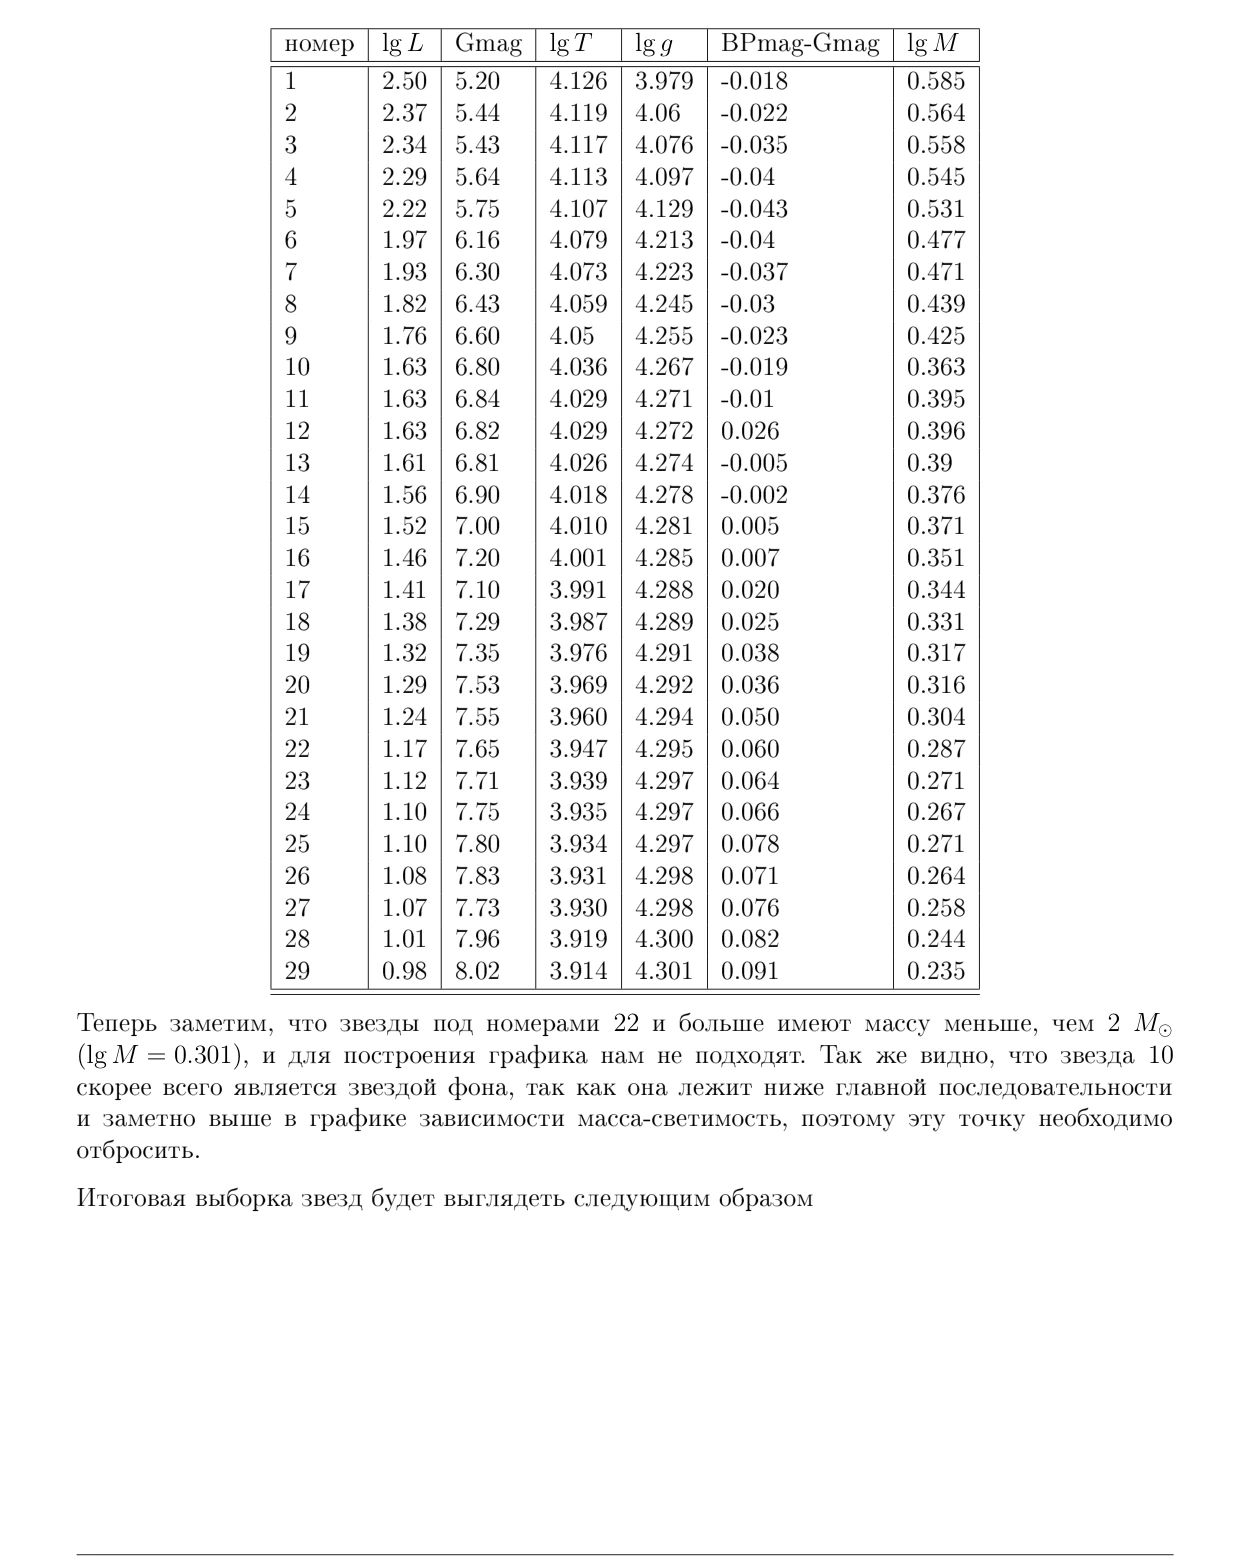 номер lg L Gmag lg T lg g BPmag-Gmag lg M
1 2.50 5.20 4.126 3.979 -0.018 0.585
2 2.37 5.44 4.119 4.06 -0.022 0.564
3 2.34 5.43 4.117 4.076 -0.035 0.558
4 2.29 5.64 4.113 4.097 -0.04 0.545
5 2.22 5.75 4.107 4.129 -0.043 0.531
6 1.97 6.16 4.079 4.213 -0.04 0.477
7 1.93 6.30 4.073 4.223 -0.037 0.471
8 1.82 6.43 4.059 4.245 -0.03 0.439
9 1.76 6.60 4.05 4.255 -0.023 0.425
10 1.63 6.80 4.036 4.267 -0.019 0.363
11 1.63 6.84 4.029 4.271 -0.01 0.395
12 1.63 6.82 4.029 4.272 0.026 0.396
13 1.61 6.81 4.026 4.274 -0.005 0.39
14 1.56 6.90 4.018 4.278 -0.002 0.376
15 1.52 7.00 4.010 4.281 0.005 0.371
16 1.46 7.20 4.001 4.285 0.007 0.351
17 1.41 7.10 3.991 4.288 0.020 0.344
18 1.38 7.29 3.987 4.289 0.025 0.331
19 1.32 7.35 3.976 4.291 0.038 0.317
20 1.29 7.53 3.969 4.292 0.036 0.316
21 1.24 7.55 3.960 4.294 0.050 0.304
22 1.17 7.65 3.947 4.295 0.060 0.287
23 1.12 7.71 3.939 4.297 0.064 0.271
24 1.10 7.75 3.935 4.297 0.066 0.267
25 1.10 7.80 3.934 4.297 0.078 0.271
26 1.08 7.83 3.931 4.298 0.071 0.264
27 1.07 7.73 3.930 4.298 0.076 0.258
28 1.01 7.96 3.919 4.300 0.082 0.244
29 0.98 8.02 3.914 4.301 0.091 0.235
Теперь заметим, что звезды под номерами 22 и больше имеют массу меньше, чем 2 M☉
(lg M = 0.301), и для построения графика нам не подходят. Так же видно, что звезда 10
скорее всего является звездой фона, так как она лежит ниже главной последовательности
и заметно выше в графике зависимости масса-светимость, поэтому эту точку необходимо
отбросить.
Итоговая выборка звезд будет выглядеть следующим образом